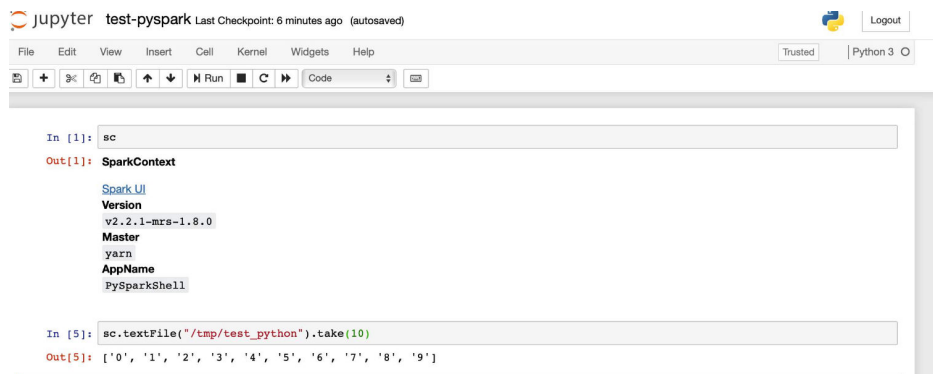 jupyter test-pyspark Last Checkpoint: 6 minutes ago (autosaved)
Logout
File Edit View Insert Cell Kernel Widgets Help
Trusted
Python 3
Run
Code
In [1]: sc
Out[1]: SparkContext
Spark UI
Version
v2.2.1-mrs-1.8.0
Master
yarn
AppName
PySparkShell
In [5]: sc.textFile("/tmp/test_python").take(10)
Out[5]: ['0', '1', '2', '3', '4', '5', '6', '7', '8', '9']